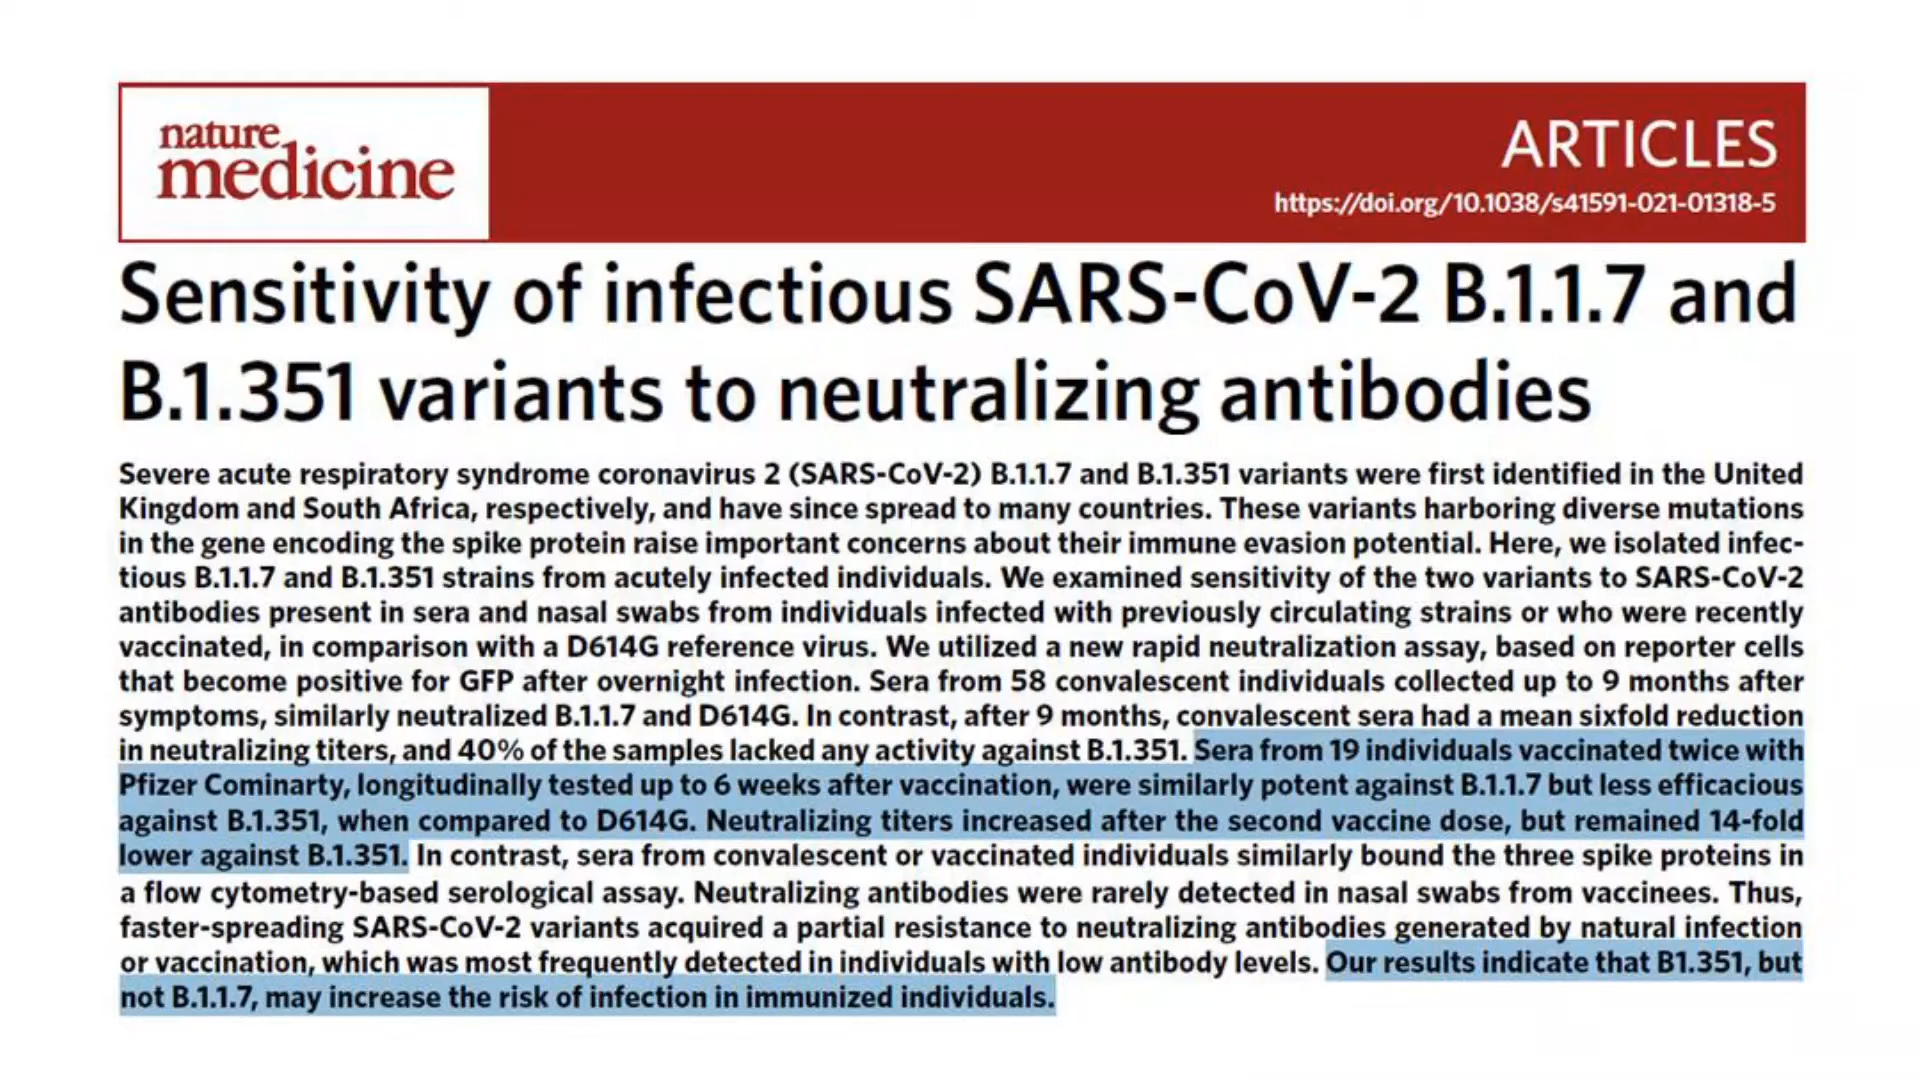 nature
medicine
ARTICLES
https://doi.org/10.1038/s41591-021-01318-5
Sensitivity of infectious SARS-CoV-2 B.1.1.7 and
B.1.351 variants to neutralizing antibodies
Severe acute respiratory syndrome coronavirus 2 (SARS-CoV-2) B.1.1.7 and B.1.351 variants were first identified in the United
Kingdom and South Africa, respectively, and have since spread to many countries. These variants harboring diverse mutations
in the gene encoding the spike protein raise important concerns about their immune evasion potential. Here, we isolated infec-
tious B.1.1.7 and B.1.351 strains from acutely infected individuals. We examined sensitivity of the two variants to SARS-CoV-2
antibodies present in sera and nasal swabs from individuals infected with previously circulating strains or who were recently
vaccinated, in comparison with a D614G reference virus. We utilized a new rapid neutralization assay, based on reporter cells
that become positive for GFP after overnight infection. Sera from 58 convalescent individuals collected up to 9 months after
symptoms, similarly neutralized B.1.1.7 and D614G. In contrast, after 9 months, convalescent sera had a mean sixfold reduction
in neutralizing titers, and 40% of the samples lacked any activity against B.1.351. Sera from 19 individuals vaccinated twice with
Pfizer Cominarty, longitudinally tested up to 6 weeks after vaccination, were similarly potent against B.1.1.7 but less efficacious
against B.1.351, when compared to D614G. Neutralizing titers increased after the second vaccine dose, but remained 14-fold
lower against B.1.351. In contrast, sera from convalescent or vaccinated individuals similarly bound the three spike proteins in
a flow cytometry-based serological assay. Neutralizing antibodies were rarely detected in nasal swabs from vaccinees. Thus,
faster-spreading SARS-CoV-2 variants acquired a partial resistance to neutralizing antibodies generated by natural infection
or vaccination, which was most frequently detected in individuals with low antibody levels. Our results indicate that B1.351, but
not B.1.1.7, may increase the risk of infection in immunized individuals.